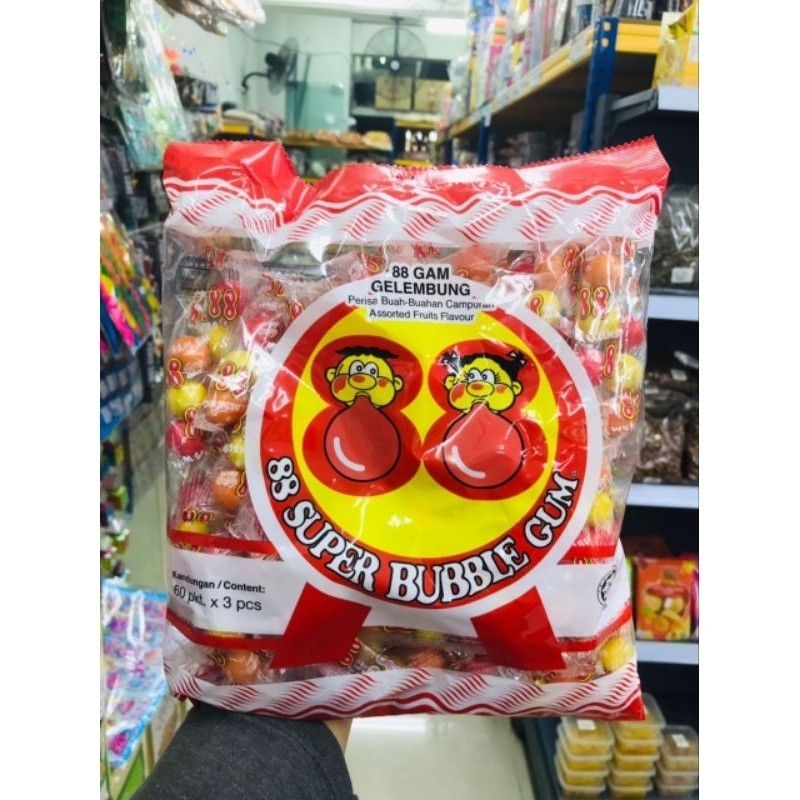 88 GAM
GELEMBUNG
Perisa Buah-Buahan Campuran
Assorted Fruits Flavour
88 SUPER BUBBLE GUM
Kandungan / Content:
60 pkt. x 3 pcs